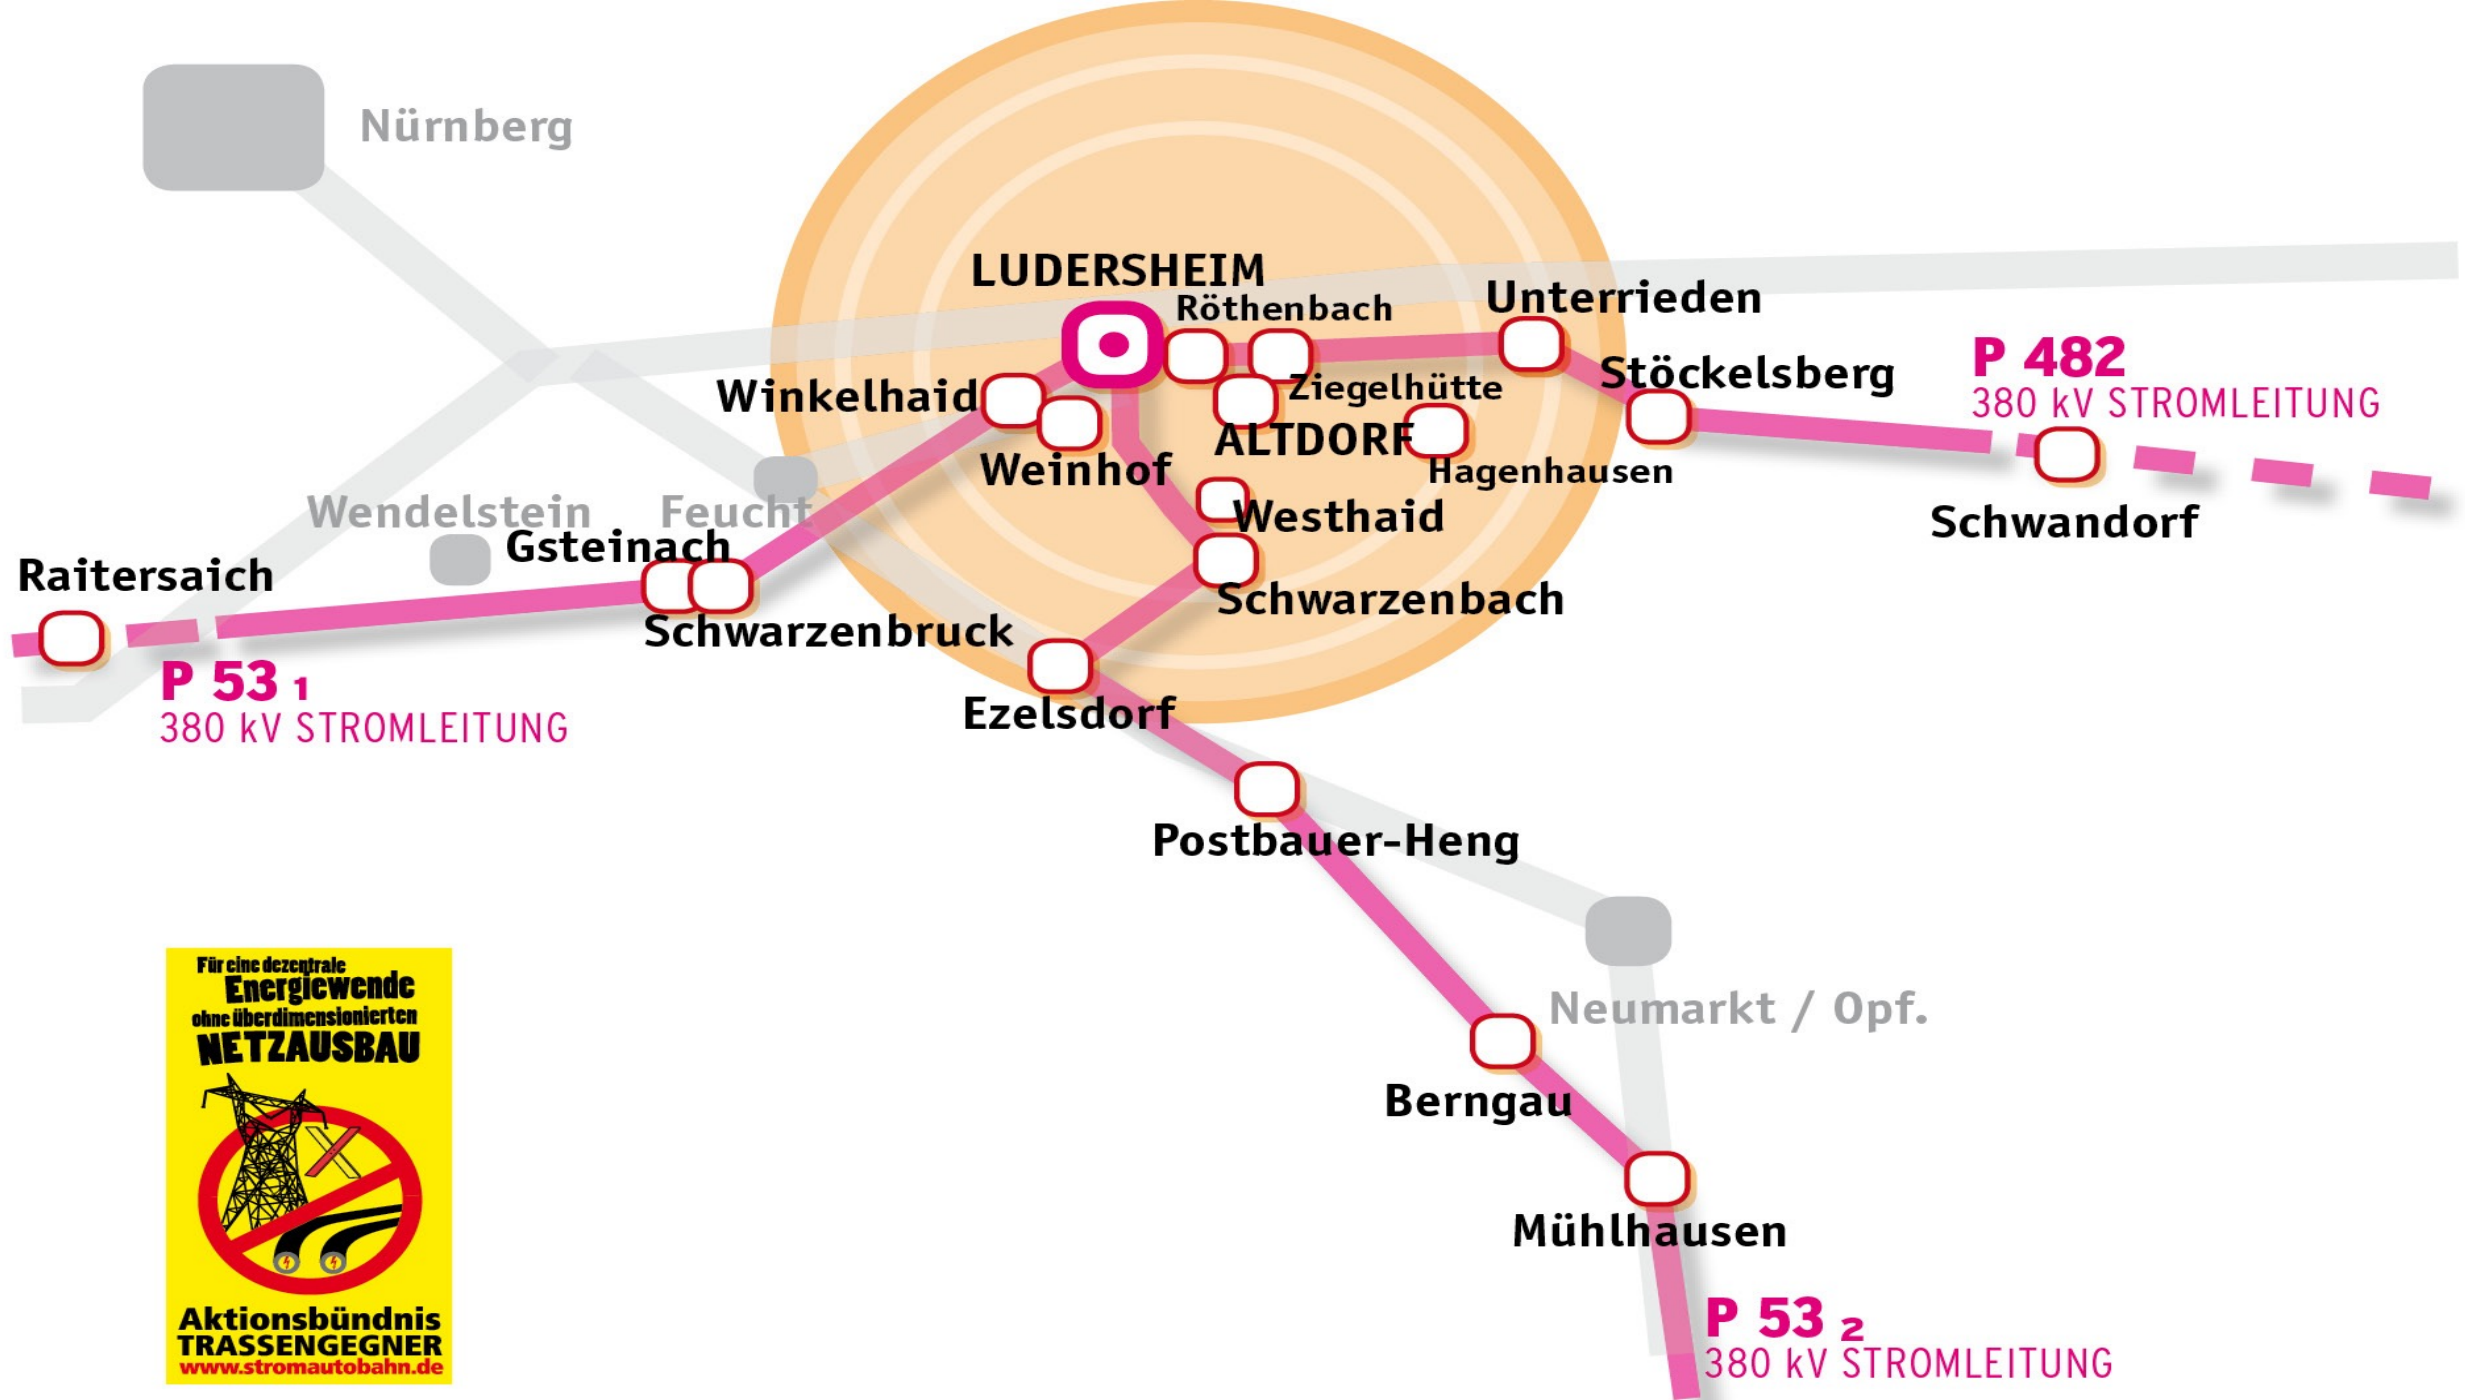 Nürnberg
LUDERSHEIM
Röthenbach
Unterrieden
P 482
380 kV STROMLEITUNG
Stöckelsberg
Winkelhaid
Ziegelhütte
ALTDORF
Weinhof
Hagenhausen
Wendelstein
Feucht
Westhaid
Schwandorf
Gsteinach
Raitersaich
Schwarzenbach
Schwarzenbruck
P 53 1
380 kV STROMLEITUNG
Ezelsdorf
Postbauer-Heng
Neumarkt / Opf.
Berngau
Mühlhausen
P 53 2
380 kV STROMLEITUNG
Für eine dezentrale
Energiewende
ohne überdimensionierten
NETZAUSBAU
Aktionsbündnis
TRASSENGEGNER
www.stromautobahn.de